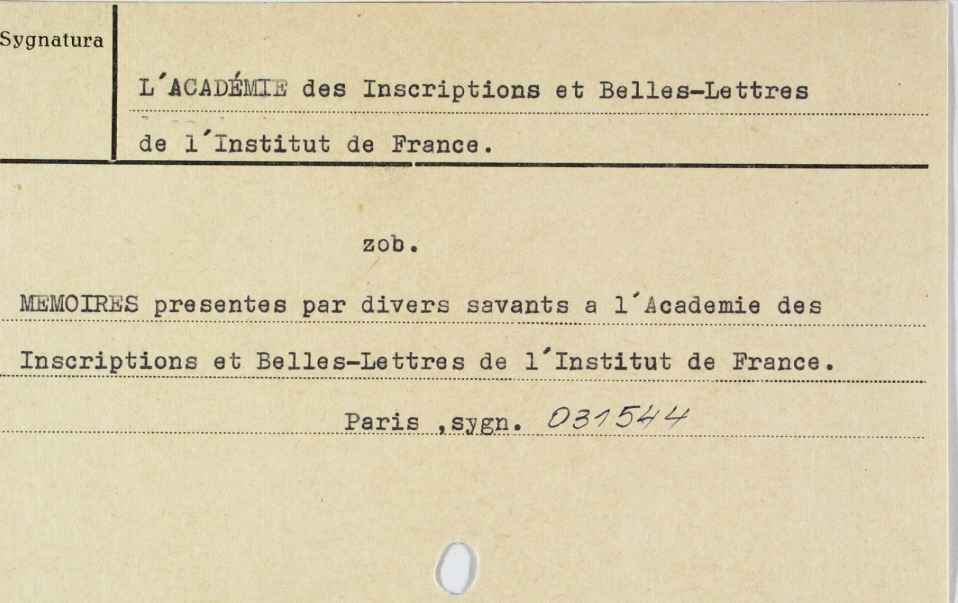 Sygnatura
L'ACADÉMIE des Inscriptions et Belles-Lettres
de l'Institut de France.
zob.
MEMOIRES presentes par divers savants a l'Academie des
Inscriptions et Belles-Lettres de l'Institut de France.
Paris ,sygn. 031544